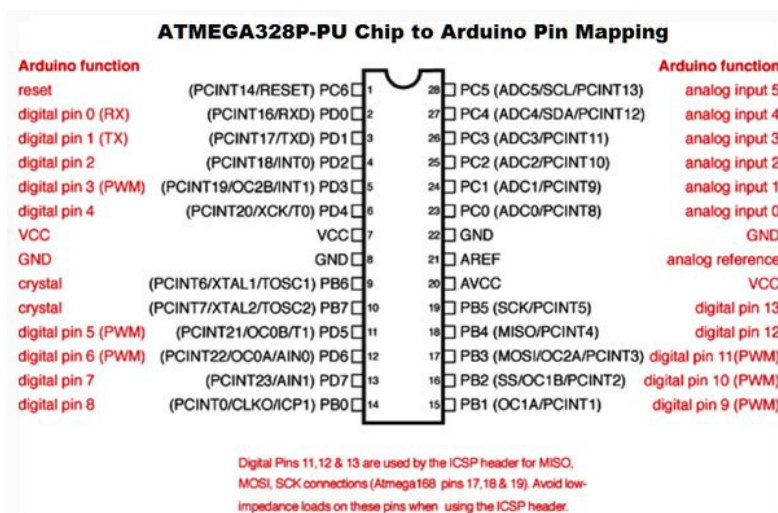 ATMEGA328P-PU Chip to Arduino Pin Mapping
Arduino function Arduino function
reset (PCINT14/RESET) PC6 1 28 PC5 (ADC5/SCL/PCINT13) analog input 5
digital pin 0 (RX) (PCINT16/RXD) PD0 2 27 PC4 (ADC4/SDA/PCINT12) analog input 4
digital pin 1 (TX) (PCINT17/TXD) PD1 3 26 PC3 (ADC3/PCINT11) analog input 3
digital pin 2 (PCINT18/INT0) PD2 4 25 PC2 (ADC2/PCINT10) analog input 2
digital pin 3 (PWM) (PCINT19/OC2B/INT1) PD3 5 24 PC1 (ADC1/PCINT9) analog input 1
digital pin 4 (PCINT20/XCK/T0) PD4 6 23 PC0 (ADC0/PCINT8) analog input 0
VCC VCC 7 22 GND GND
GND GND 8 21 AREF analog reference
crystal (PCINT6/XTAL1/TOSC1) PB6 9 20 AVCC VCC
crystal (PCINT7/XTAL2/TOSC2) PB7 10 19 PB5 (SCK/PCINT5) digital pin 13
digital pin 5 (PWM) (PCINT21/OC0B/T1) PD5 11 18 PB4 (MISO/PCINT4) digital pin 12
digital pin 6 (PWM) (PCINT22/OC0A/AIN0) PD6 12 17 PB3 (MOSI/OC2A/PCINT3) digital pin 11(PWM)
digital pin 7 (PCINT23/AIN1) PD7 13 16 PB2 (SS/OC1B/PCINT2) digital pin 10 (PWM)
digital pin 8 (PCINT0/CLKO/ICP1) PB0 14 15 PB1 (OC1A/PCINT1) digital pin 9 (PWM)
Digital Pins 11,12 & 13 are used by the ICSP header for MISO,
MOSI, SCK connections (Atmega168 pins 17,18 & 19). Avoid low-
impedance loads on these pins when using the ICSP header.